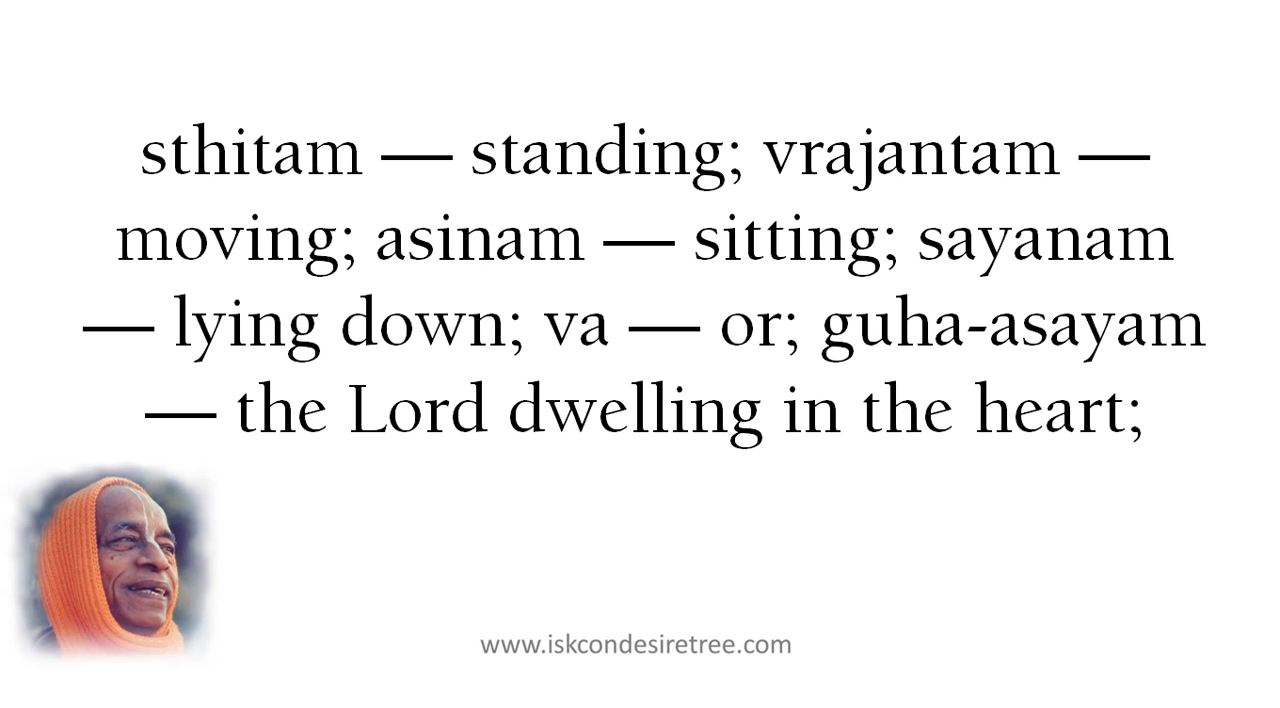 sthitam — standing; vrajantam —
moving; asinam — sitting; sayanam
— lying down; va — or; guha-asayam
— the Lord dwelling in the heart;
www.iskcondesiretree.com